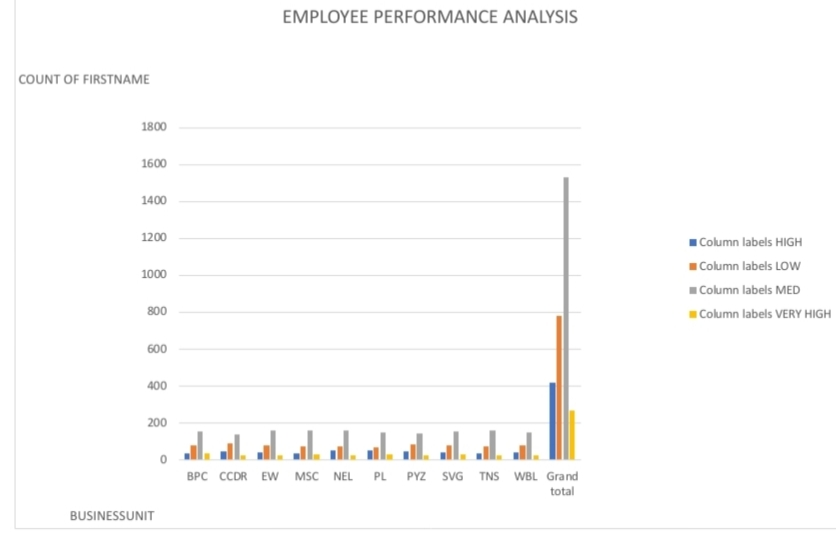 EMPLOYEE PERFORMANCE ANALYSIS
COUNT OF FIRSTNAME
1800
1600
1400
1200
1000
800
600
400
200
0
BPC CCDR EW MSC NEL PL PYZ SVG TNS WBL Grand total
Column labels HIGH
Column labels LOW
Column labels MED
Column labels VERY HIGH
BUSINESSUNIT